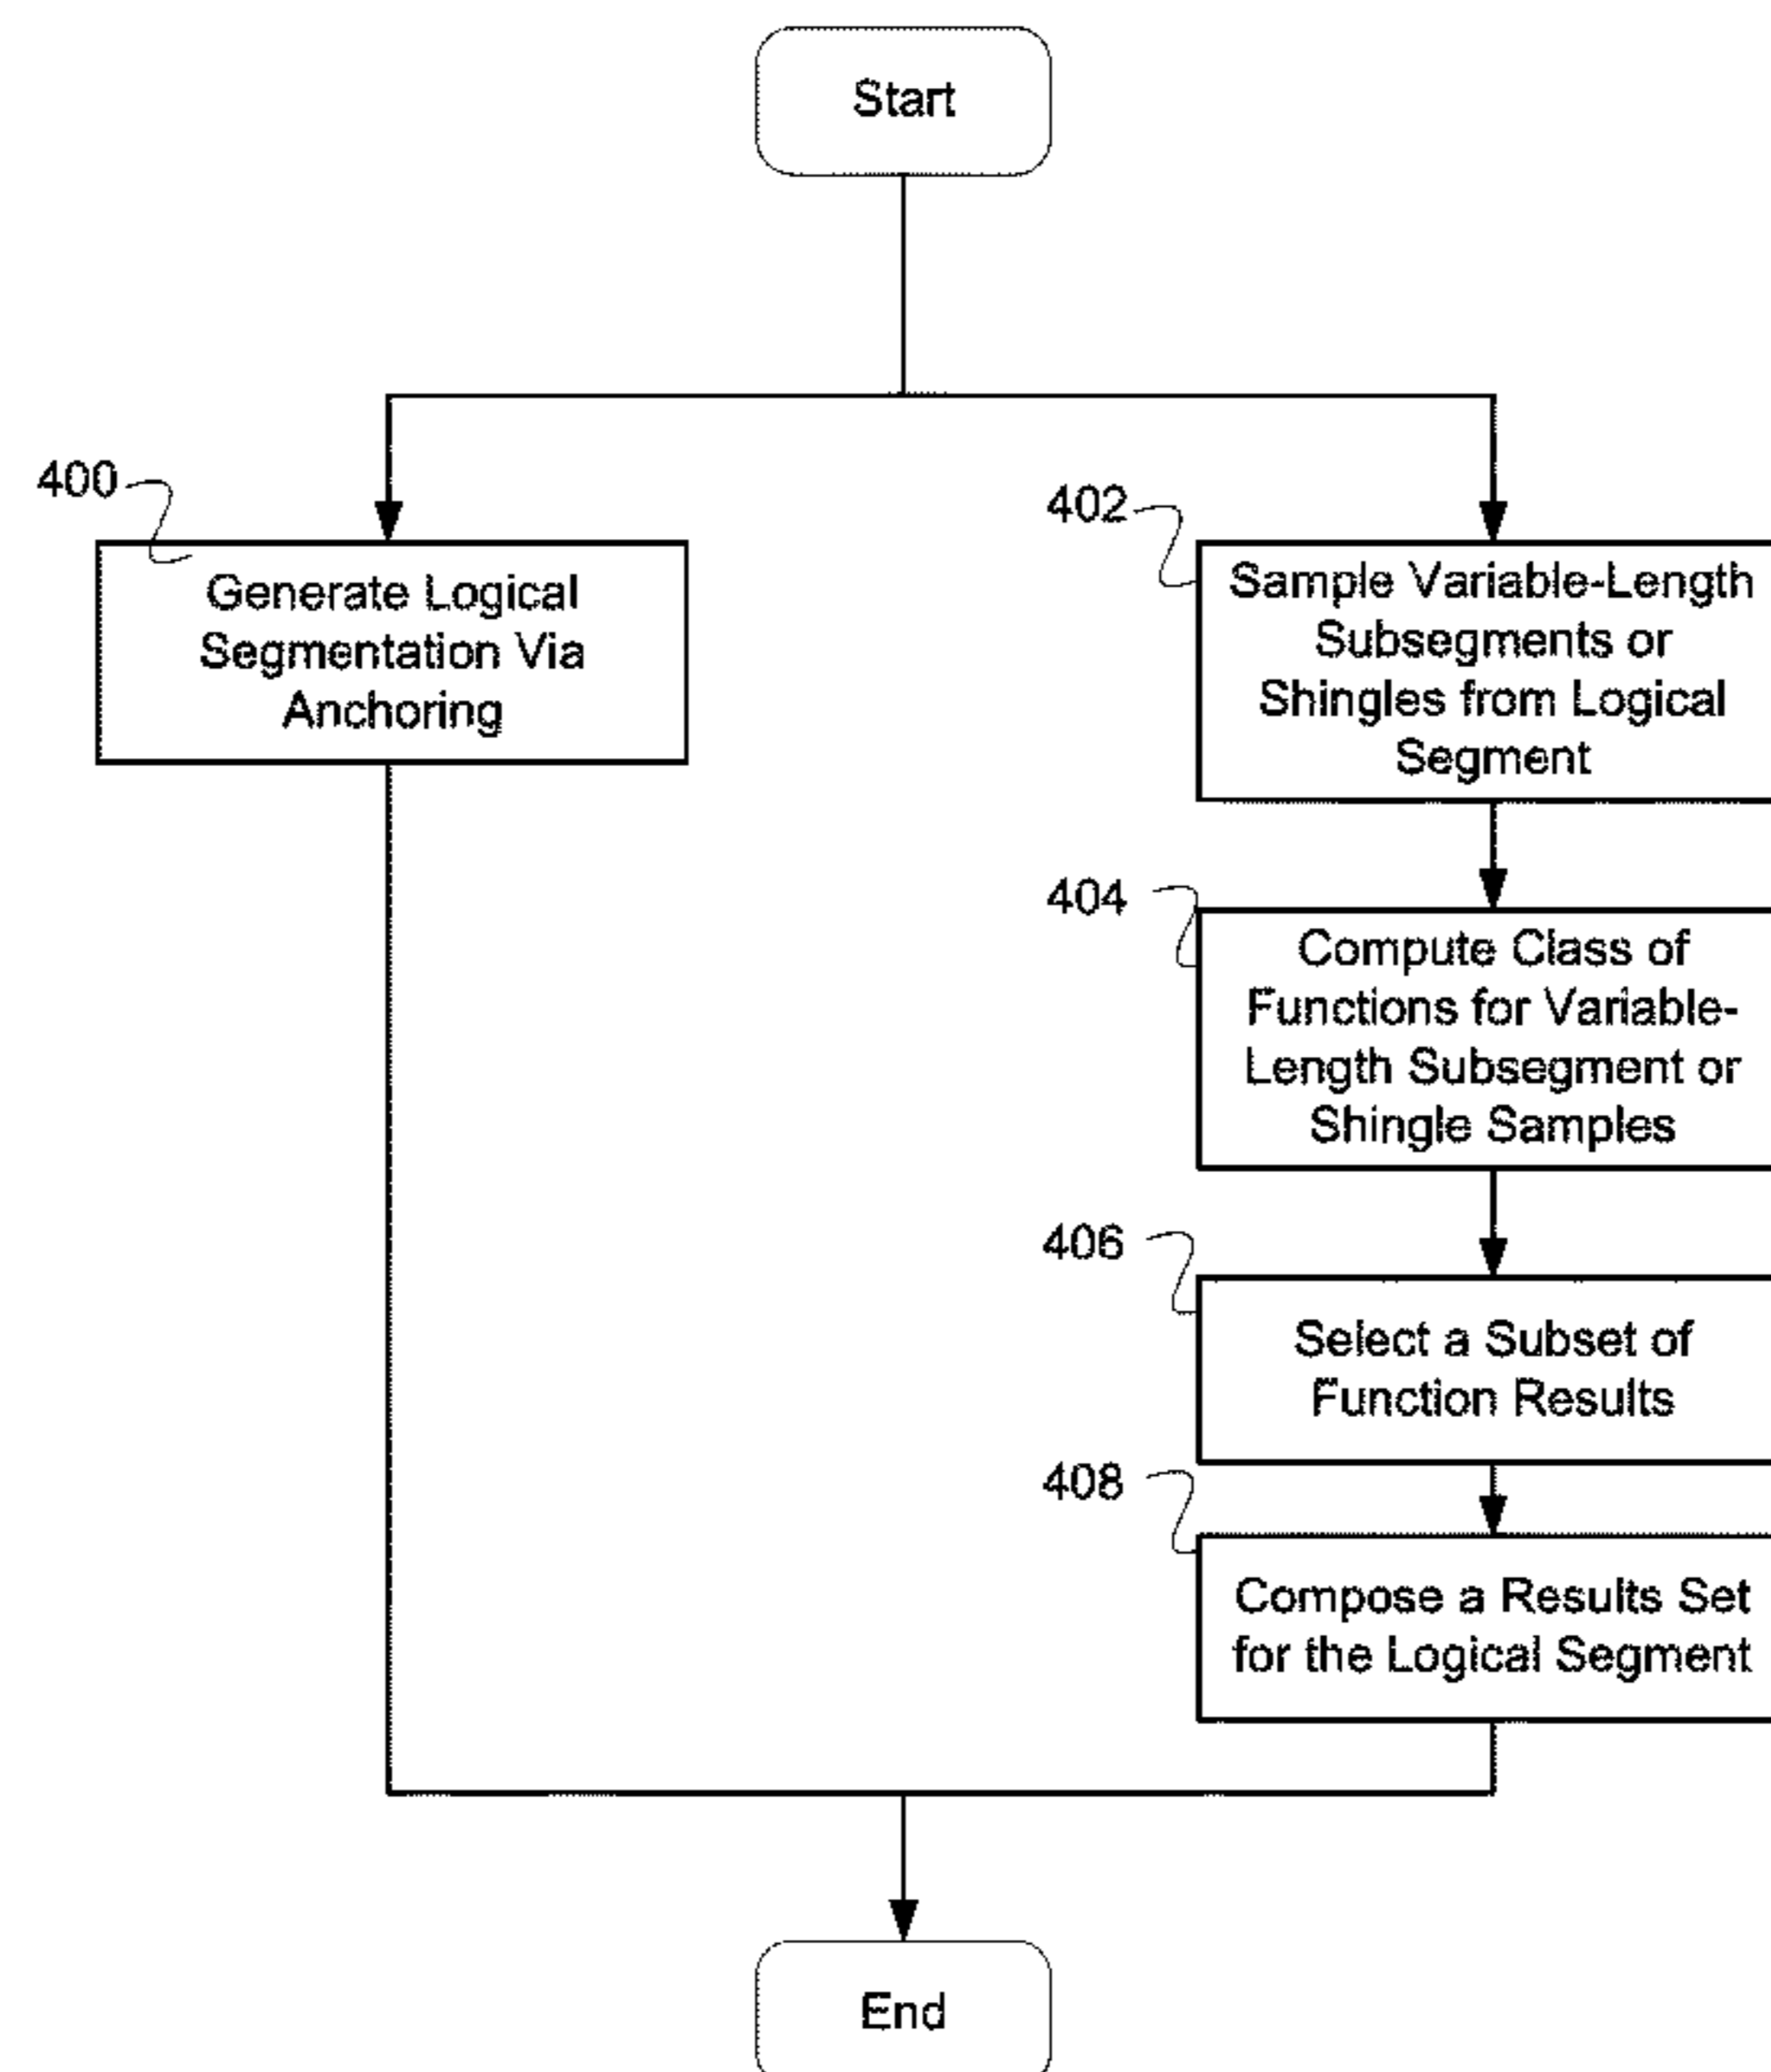 Start
400
Generate Logical
Segmentation Via
Anchoring
402
Sample Variable-Length
Subsegments or
Shingles from Logical
Segment
404
Compute Class of
Functions for Variable-
Length Subsegment or
Shingle Samples
406
Select a Subset of
Function Results
408
Compose a Results Set
for the Logical Segment
End